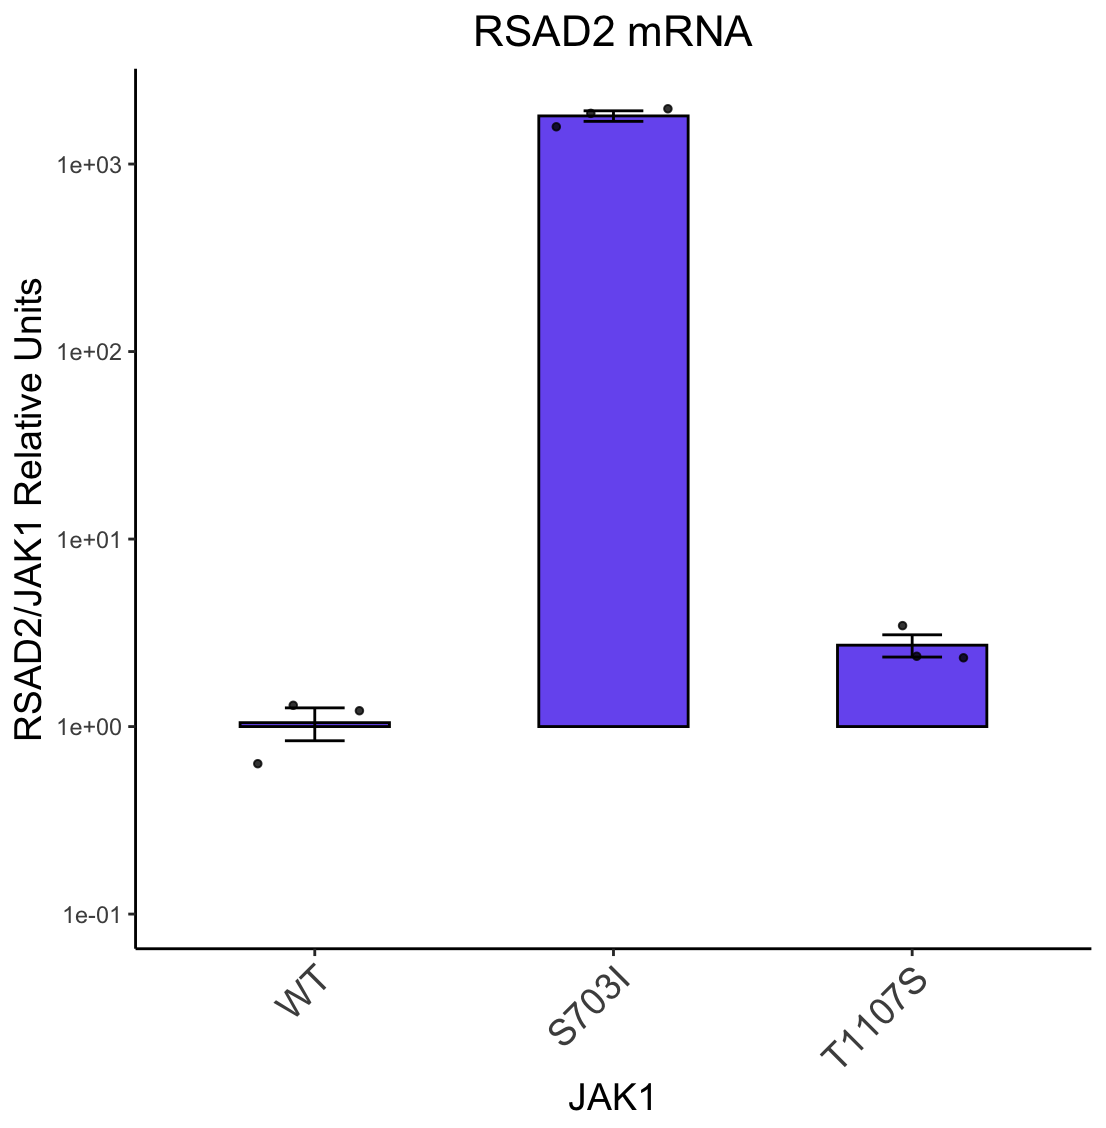 RSAD2 mRNA
RSAD2/JAK1 Relative Units
1e+03
1e+02
1e+01
1e+00
1e-01
WT
S703I
T1107S
JAK1